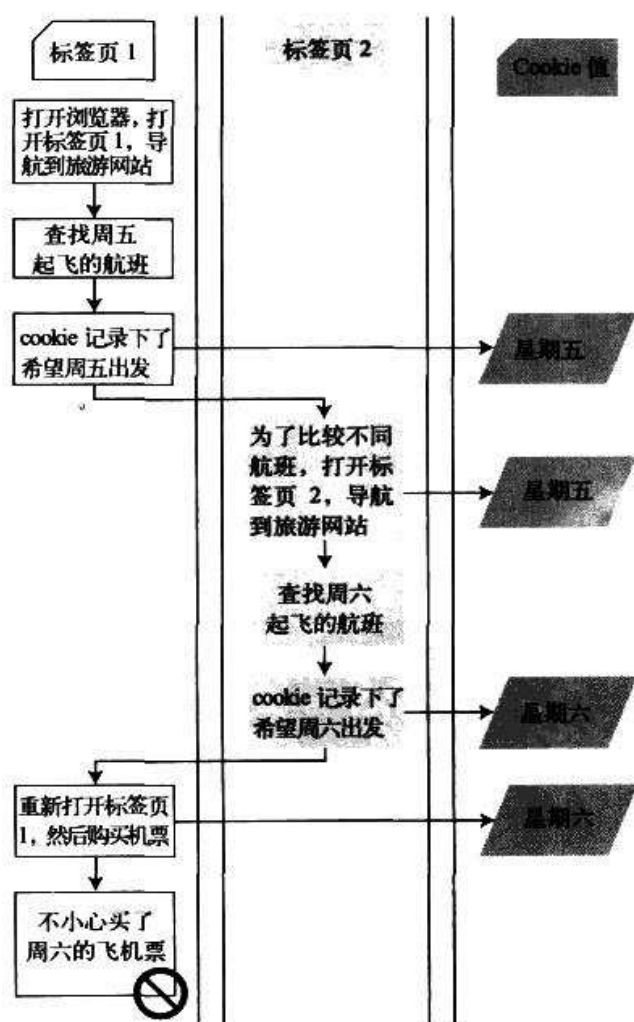 标签页 1
标签页 2
Cookie 值
打开浏览器，打
开标签页 1，导
航到旅游网站
查找周五
起飞的航班
cookie 记录下了
希望周五出发
星期五
为了比较不同
航班，打开标
签页 2，导航
到旅游网站
星期五
查找周六
起飞的航班
cookie 记录下了
希望周六出发
星期六
重新打开标签页
1，然后购买机票
星期六
不小心买了
周六的飞机票